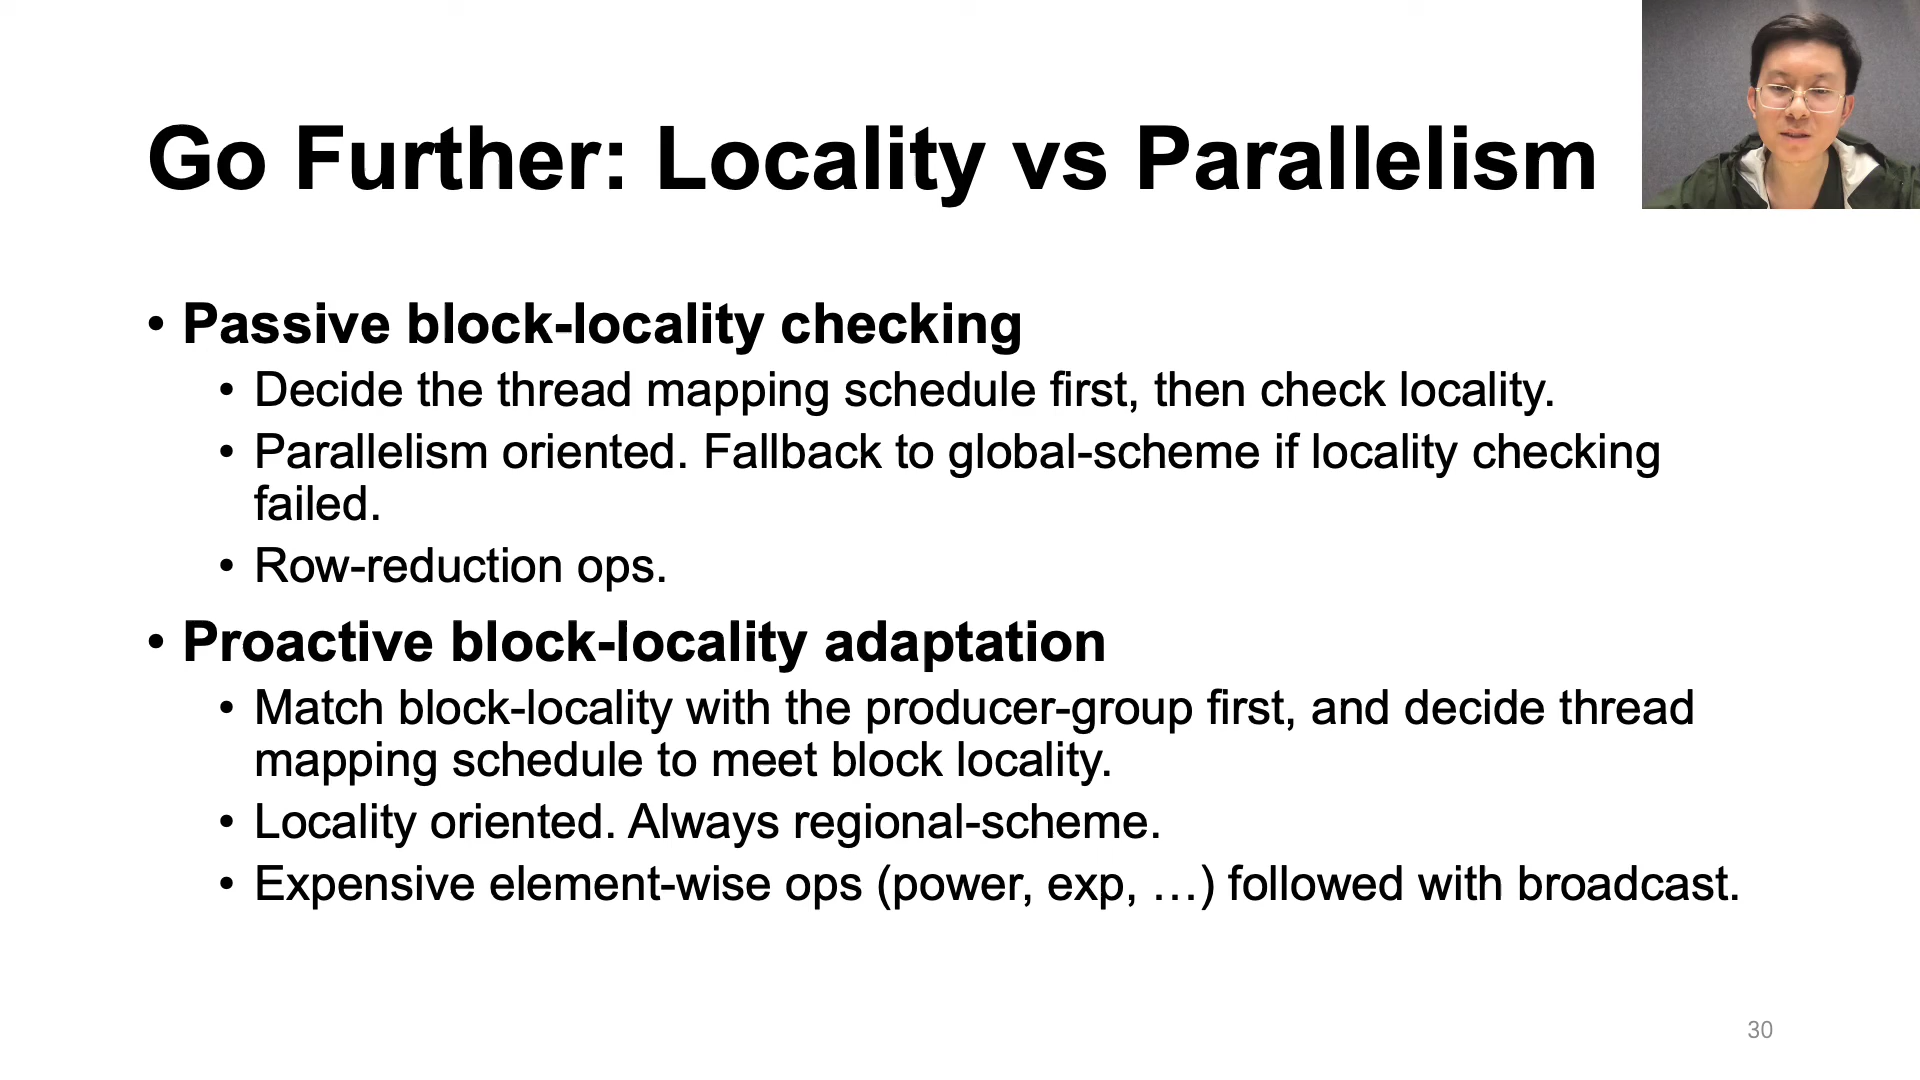 Go Further: Locality vs Parallelism
• Passive block-locality checking
• Decide the thread mapping schedule first, then check locality.
• Parallelism oriented. Fallback to global-scheme if locality checking
failed.
• Row-reduction ops.
• Proactive block-locality adaptation
• Match block-locality with the producer-group first, and decide thread
mapping schedule to meet block locality.
• Locality oriented. Always regional-scheme.
• Expensive element-wise ops (power, exp, …) followed with broadcast.
30